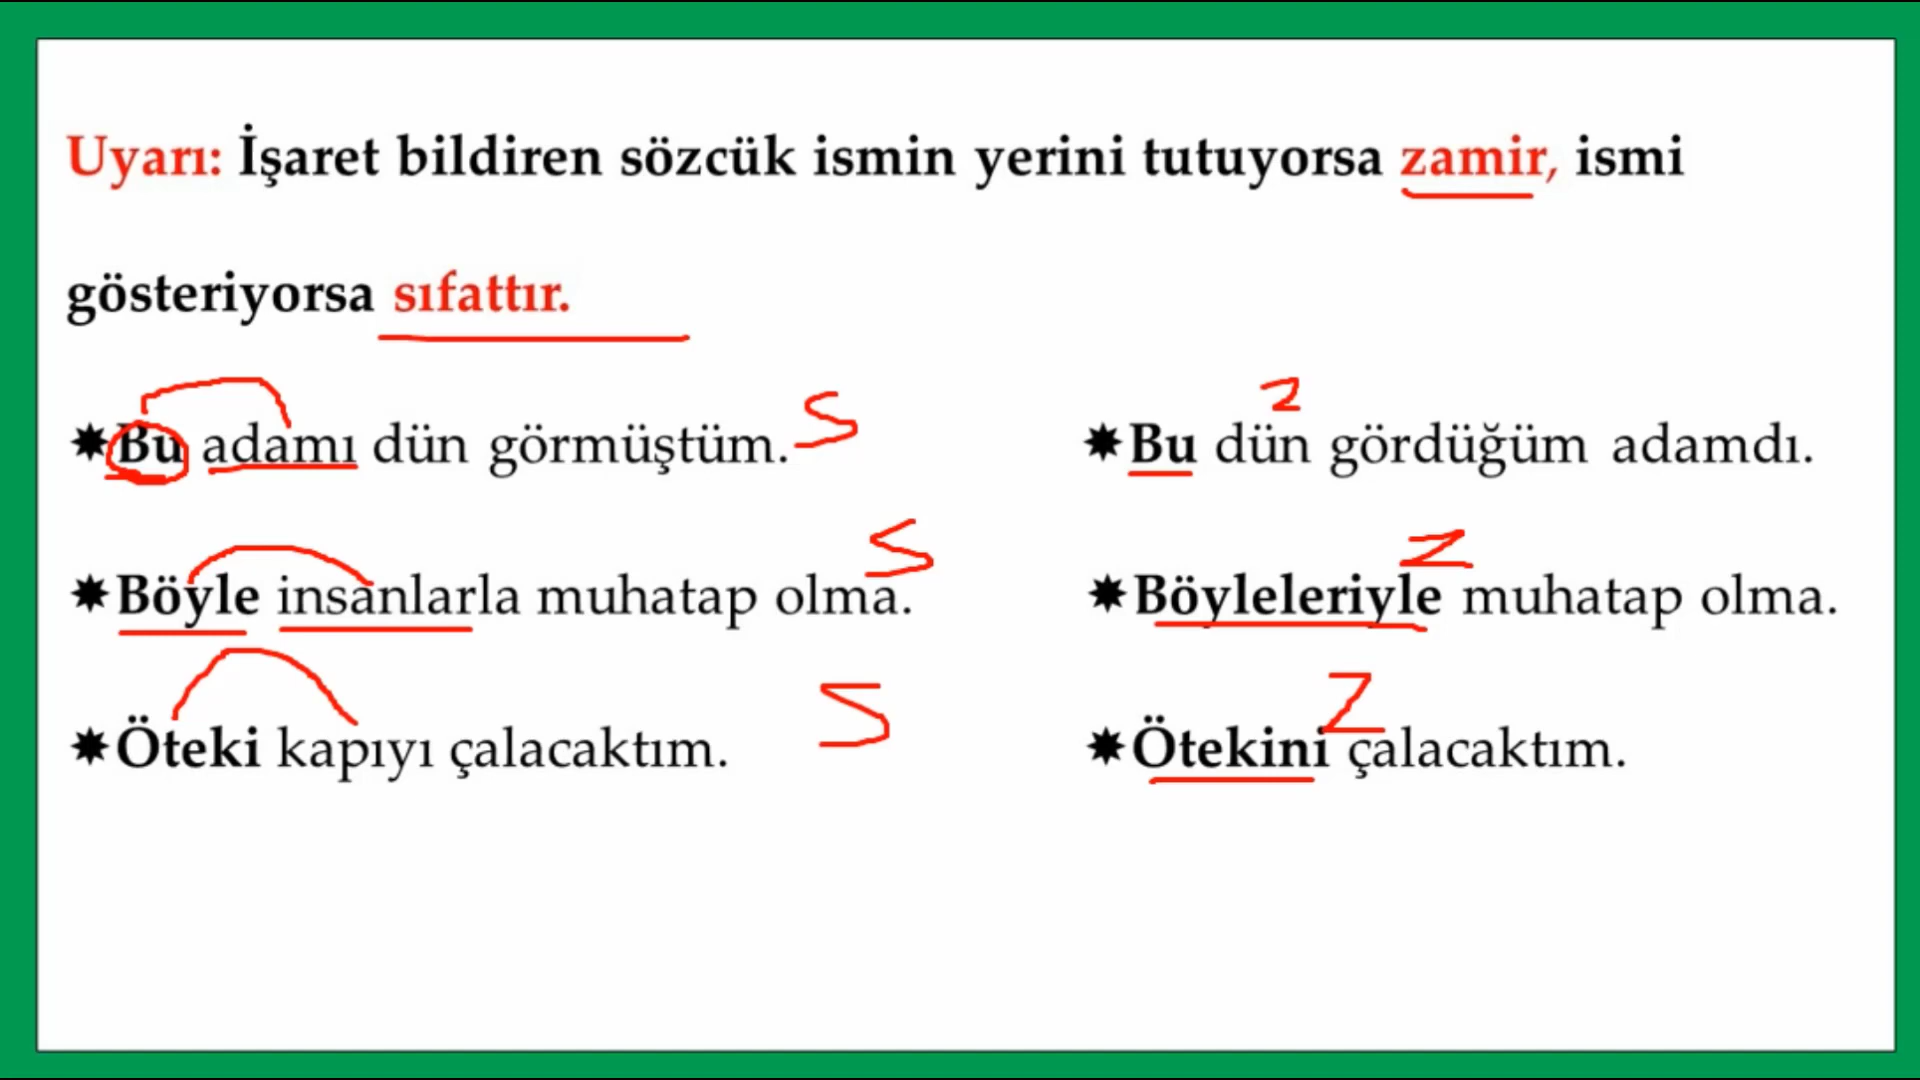 Uyarı: İşaret bildiren sözcük ismin yerini tutuyorsa zamir, ismi
gösteriyorsa sıfattır.
✷Bu adamı dün görmüştüm. S
✷Bu dün gördüğüm adamdı. Z
✷Böyle insanlarla muhatap olma. S
✷Böyleleriyle muhatap olma. Z
✷Öteki kapıyı çalacaktım. S
✷Ötekini çalacaktım. Z